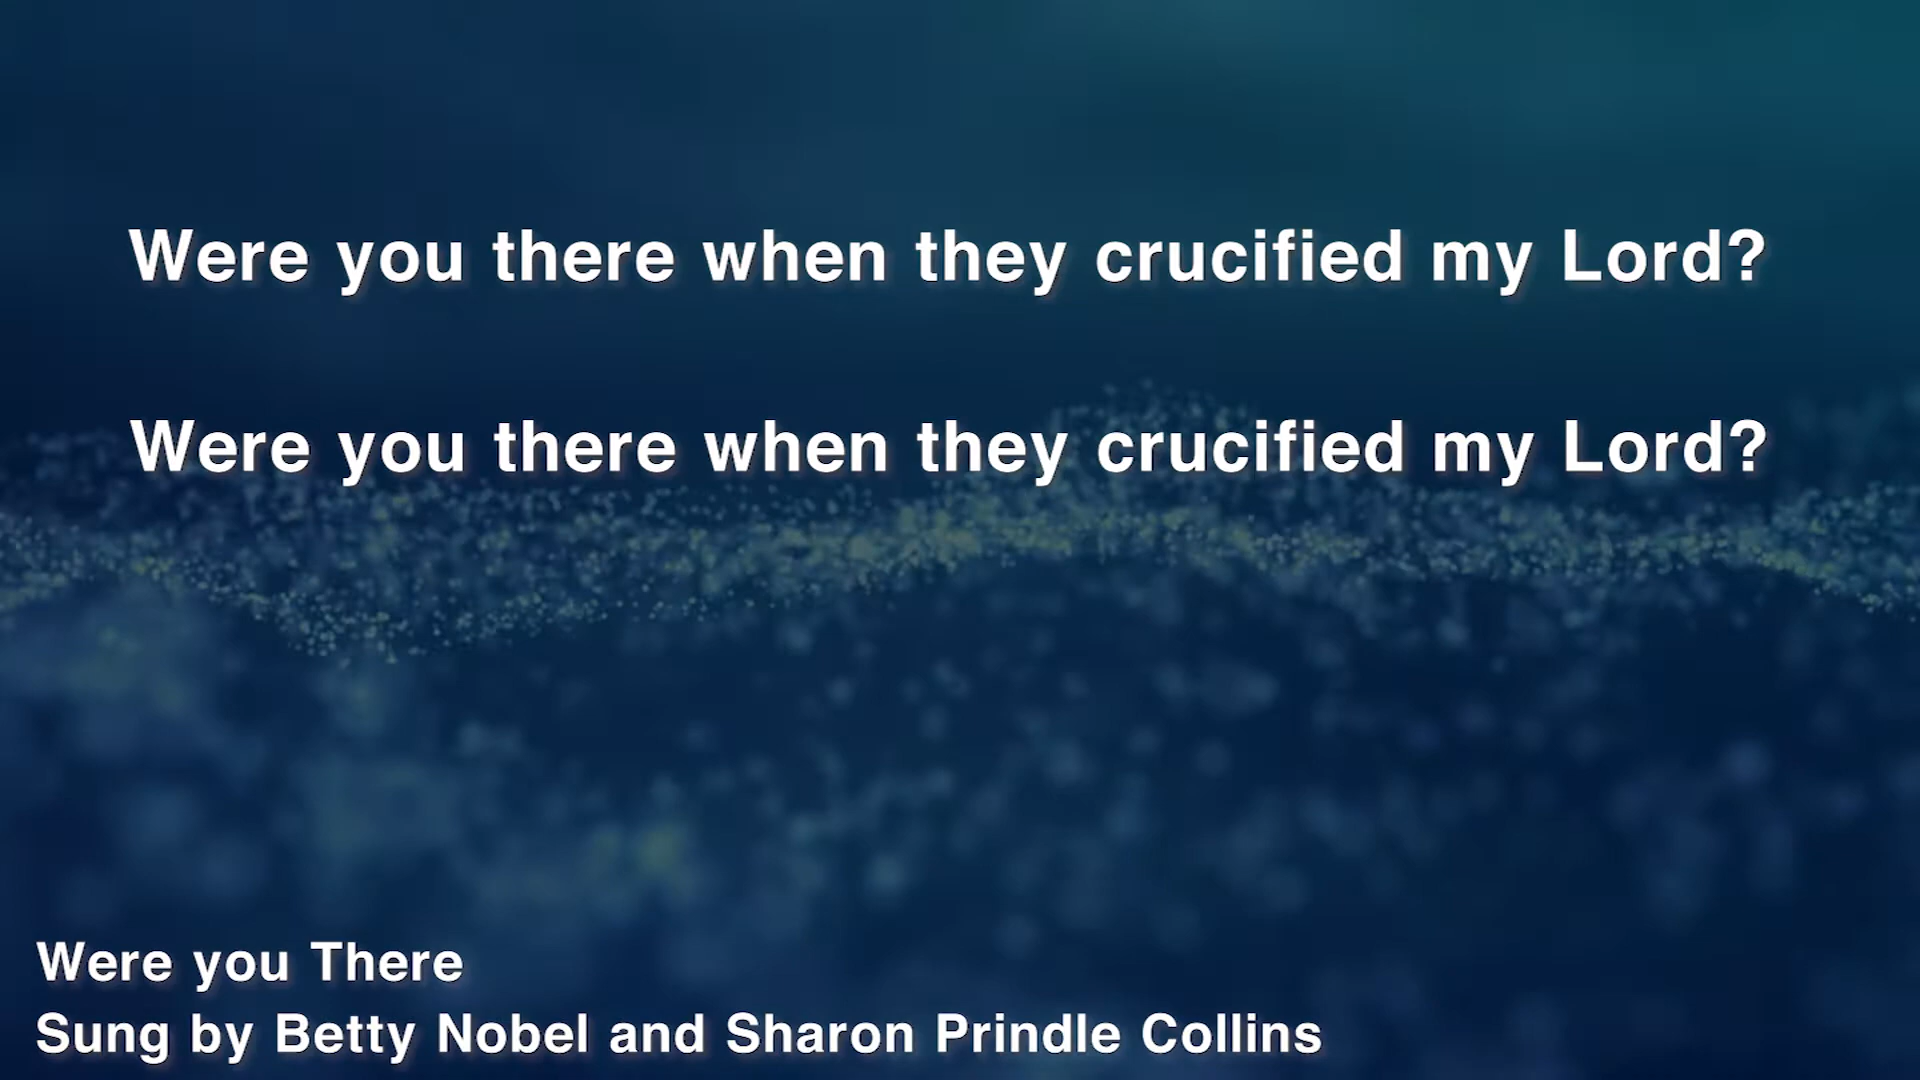 Were you there when they crucified my Lord?
Were you there when they crucified my Lord?
Were you There
Sung by Betty Nobel and Sharon Prindle Collins